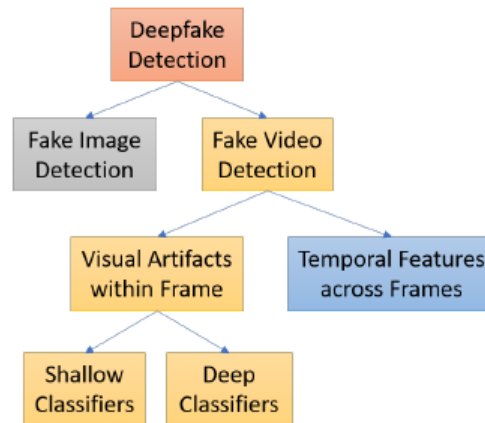 Deepfake
Detection
Fake Image
Detection
Fake Video
Detection
Visual Artifacts
within Frame
Temporal Features
across Frames
Shallow
Classifiers
Deep
Classifiers